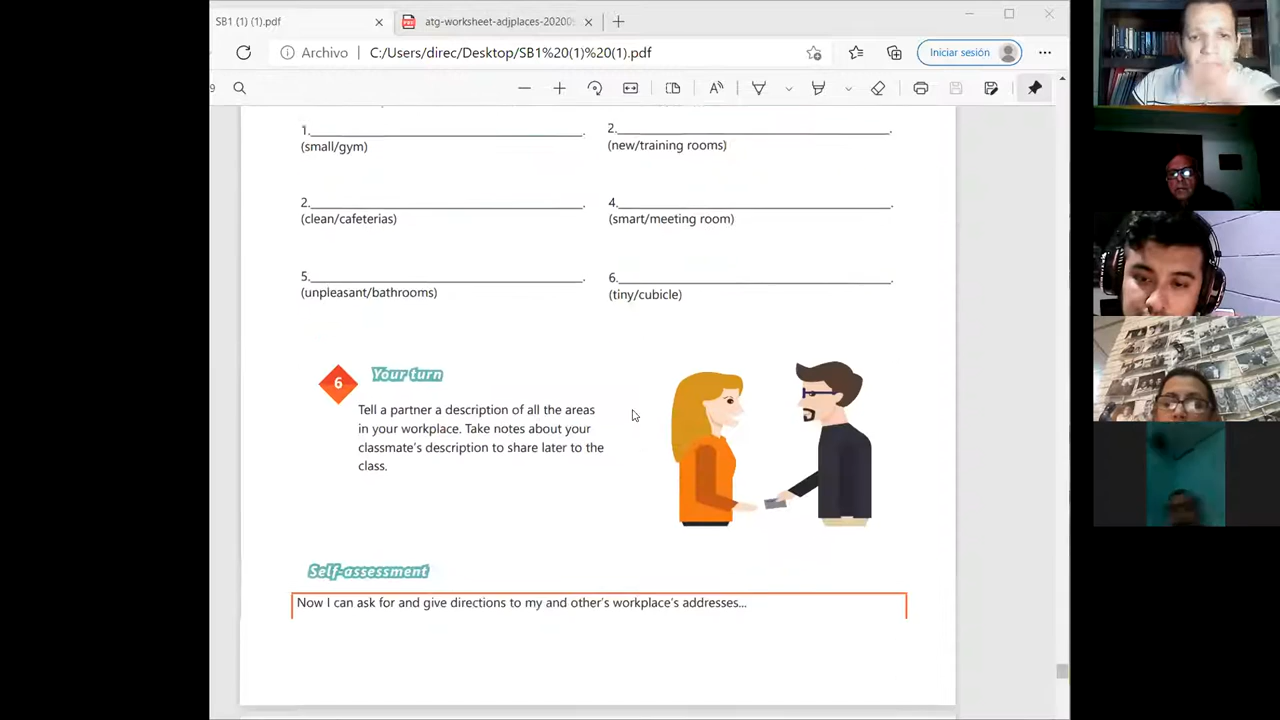 SB1 (1) (1).pdf
atg-worksheet-adjplaces-20200
Archivo
C:/Users/direc/Desktop/SB1%20(1)%20(1).pdf
Iniciar sesión
9
1.
2.
(small/gym)
(new/training rooms)
2.
4.
(clean/cafeterias)
(smart/meeting room)
5.
6.
(unpleasant/bathrooms)
(tiny/cubicle)
6
Your turn
Tell a partner a description of all the areas
in your workplace. Take notes about your
classmate's description to share later to the
class.
Self-assessment
Now I can ask for and give directions to my and other's workplace's addresses...